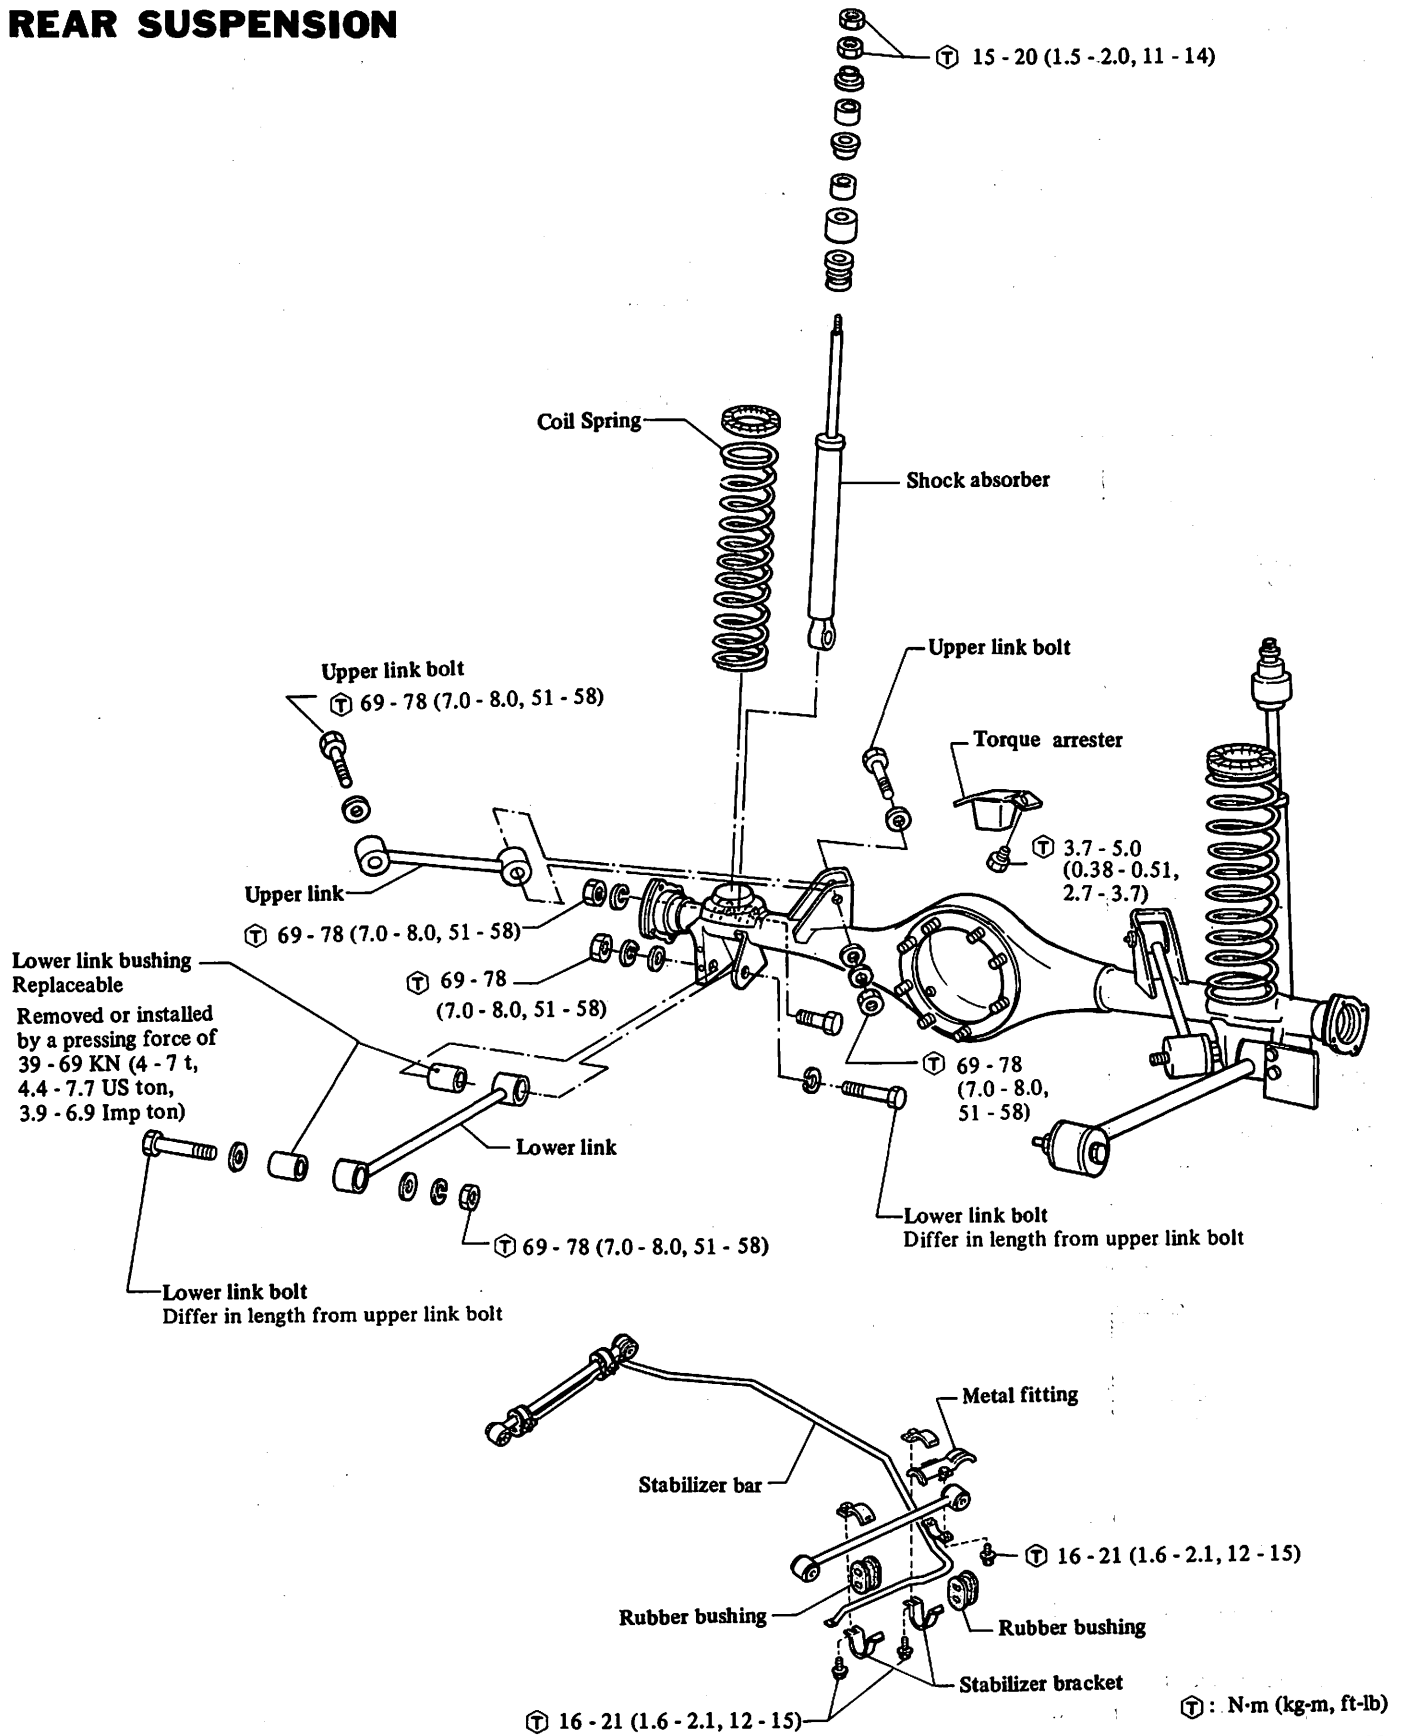 REAR SUSPENSION
Ⓣ 15 - 20 (1.5 - 2.0, 11 - 14)
Coil Spring
Shock absorber
Upper link bolt
Ⓣ 69 - 78 (7.0 - 8.0, 51 - 58)
Upper link bolt
Torque arrester
Ⓣ 3.7 - 5.0
(0.38 - 0.51,
2.7 - 3.7)
Upper link
Ⓣ 69 - 78 (7.0 - 8.0, 51 - 58)
Lower link bushing
Replaceable
Removed or installed
by a pressing force of
39 - 69 KN (4 - 7 t,
4.4 - 7.7 US ton,
3.9 - 6.9 Imp ton)
Ⓣ 69 - 78
(7.0 - 8.0, 51 - 58)
Ⓣ 69 - 78
(7.0 - 8.0,
51 - 58)
Lower link
Ⓣ 69 - 78 (7.0 - 8.0, 51 - 58)
Lower link bolt
Differ in length from upper link bolt
Lower link bolt
Differ in length from upper link bolt
Metal fitting
Stabilizer bar
Ⓣ 16 - 21 (1.6 - 2.1, 12 - 15)
Rubber bushing
Rubber bushing
Stabilizer bracket
Ⓣ 16 - 21 (1.6 - 2.1, 12 - 15)
Ⓣ : N·m (kg-m, ft-lb)